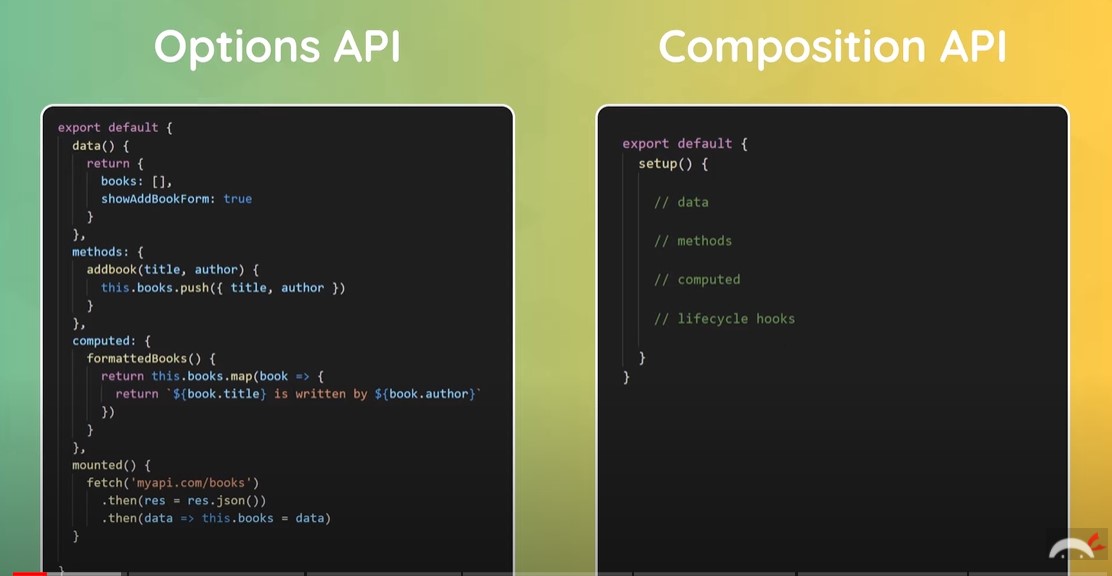 Options API
export default {
data() {
return {
books: [],
showAddBookForm: true
}
},
methods: {
addbook(title, author) {
this.books.push({ title, author })
}
},
computed: {
formattedBooks() {
return this.books.map(book => {
return `${book.title} is written by ${book.author}`
})
}
},
mounted() {
fetch('myapi.com/books')
.then(res = res.json())
.then(data => this.books = data)
}
}
Composition API
export default {
setup() {
// data
// methods
// computed
// lifecycle hooks
}
}